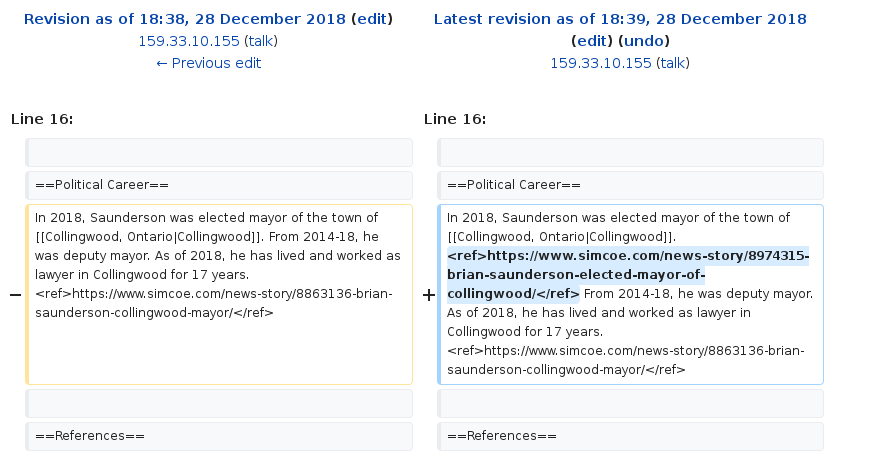 Revision as of 18:38, 28 December 2018 (edit)
159.33.10.155 (talk)
← Previous edit
Latest revision as of 18:39, 28 December 2018
(edit) (undo)
159.33.10.155 (talk)
Line 16:
Line 16:
==Political Career==
==Political Career==
−
In 2018, Saunderson was elected mayor of the town of
[[Collingwood, Ontario|Collingwood]]. From 2014-18, he
was deputy mayor. As of 2018, he has lived and worked as
lawyer in Collingwood for 17 years.
<ref>https://www.simcoe.com/news-story/8863136-brian-
saunderson-collingwood-mayor/</ref>
+
In 2018, Saunderson was elected mayor of the town of
[[Collingwood, Ontario|Collingwood]].
<ref>https://www.simcoe.com/news-story/8974315-
brian-saunderson-elected-mayor-of-
collingwood/</ref> From 2014-18, he was deputy mayor.
As of 2018, he has lived and worked as lawyer in
Collingwood for 17 years.
<ref>https://www.simcoe.com/news-story/8863136-brian-
saunderson-collingwood-mayor/</ref>
==References==
==References==